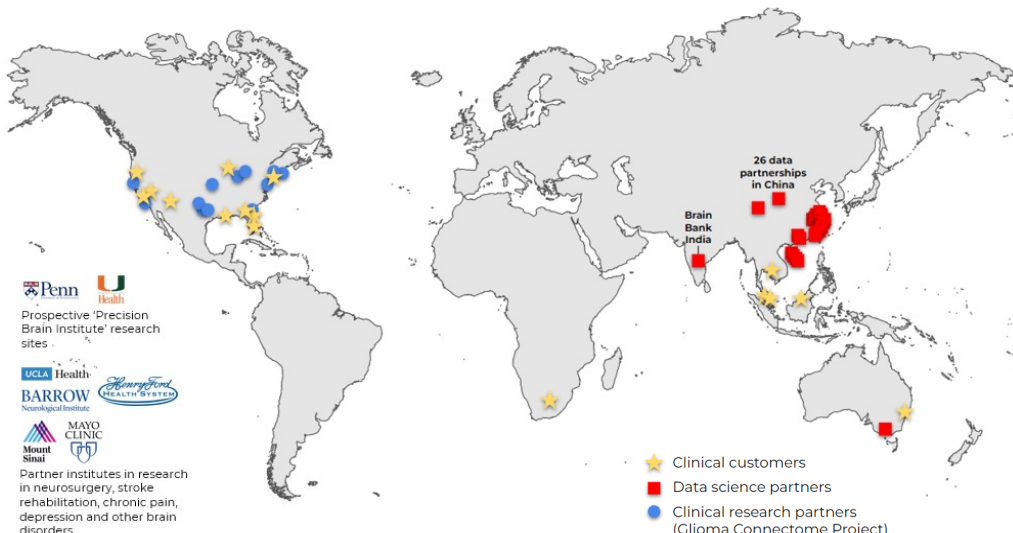 26 data
partnerships
in China
Brain
Bank
India
Penn
U
Health
Prospective 'Precision
Brain Institute' research
sites
UCLA Health
BARROW
Neurological Institute
Henry Ford
HEALTH SYSTEM
Mount
Sinai
MAYO
CLINIC
Partner institutes in research
in neurosurgery, stroke
rehabilitation, chronic pain,
depression and other brain
disorders
Clinical customers
Data science partners
Clinical research partners
(Glioma Connectome Project)